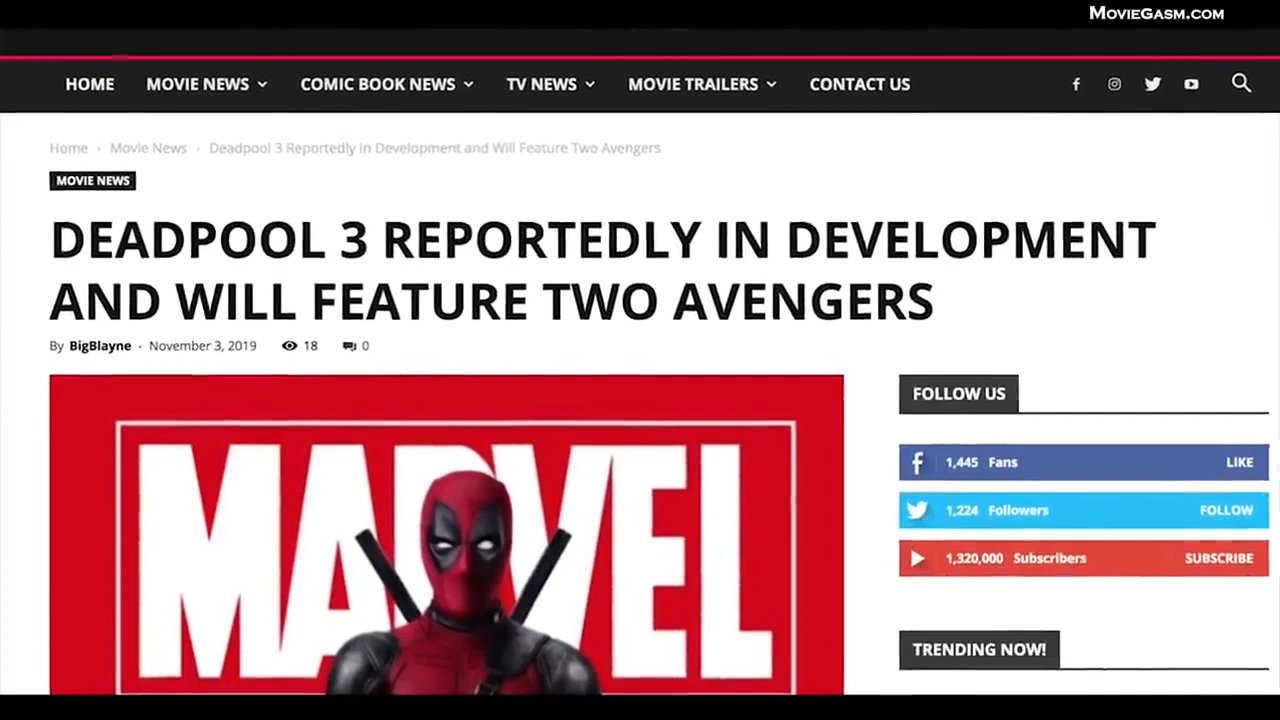 MOVIEGASM.COM
HOME MOVIE NEWS COMIC BOOK NEWS TV NEWS MOVIE TRAILERS CONTACT US
Home › Movie News › Deadpool 3 Reportedly in Development and Will Feature Two Avengers
MOVIE NEWS
DEADPOOL 3 REPORTEDLY IN DEVELOPMENT
AND WILL FEATURE TWO AVENGERS
By BigBlayne - November 3, 2019 18 0
MARVEL
FOLLOW US
1,445 Fans LIKE
1,224 Followers FOLLOW
1,320,000 Subscribers SUBSCRIBE
TRENDING NOW!